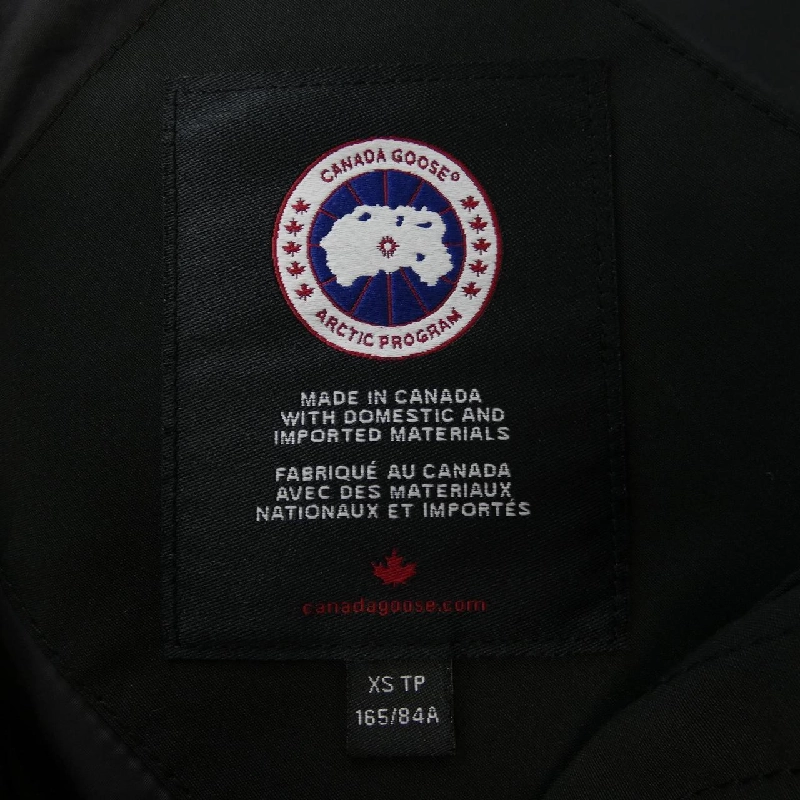 CANADA GOOSE®
ARCTIC PROGRAM
MADE IN CANADA
WITH DOMESTIC AND
IMPORTED MATERIALS
FABRIQUÉ AU CANADA
AVEC DES MATERIAUX
NATIONAUX ET IMPORTÉS
canadagoose.com
XS TP
165/84A